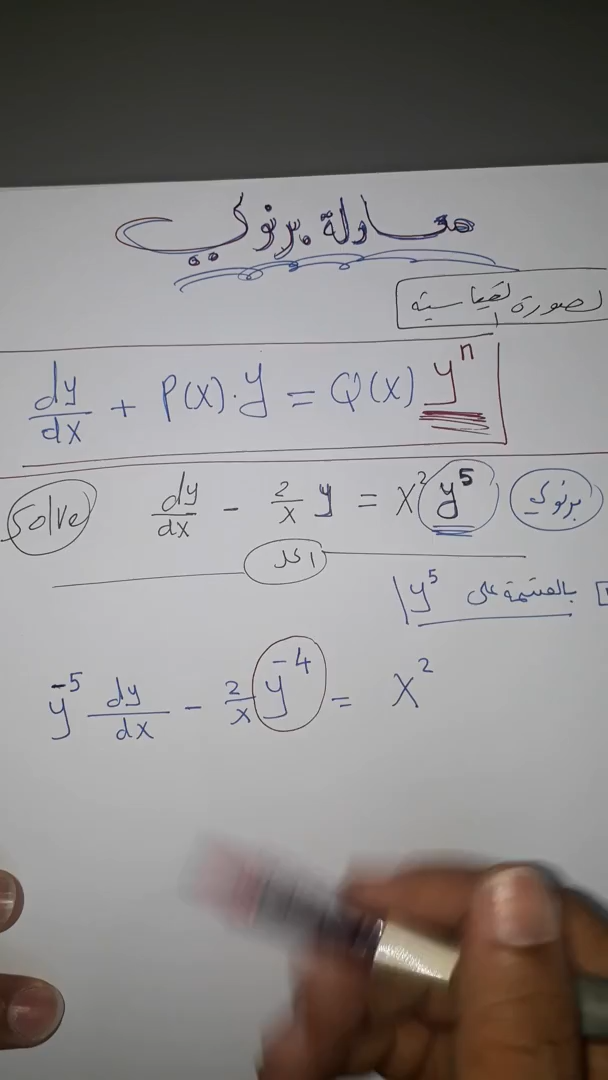 معادلة برنولي
الصورة القياسية
dy/dx + P(x).y = Q(x) yⁿ
Solve dy/dx - 2/x y = x² y⁵ برنولي
الحل
بالقسمة على y⁵
y⁻⁵ dy/dx - 2/x y⁻⁴ = x²